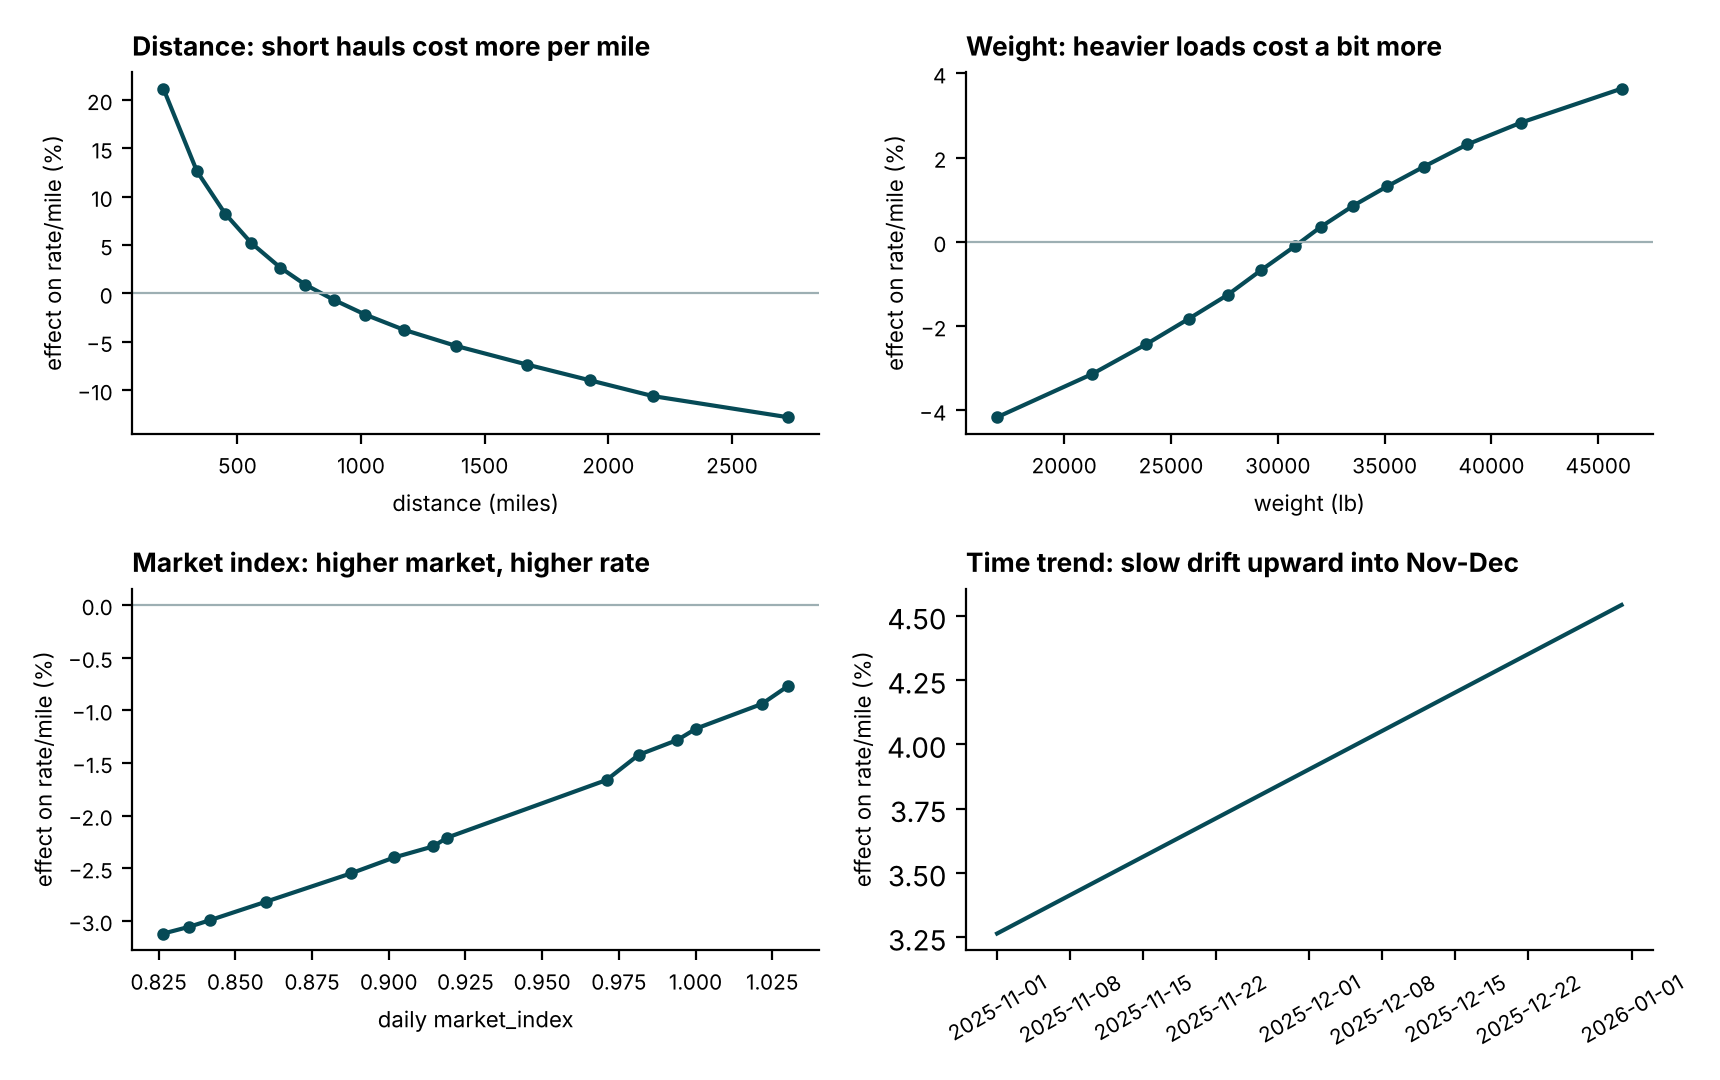 Distance: short hauls cost more per mile
effect on rate/mile (%)
20
15
10
5
0
−5
−10
500 1000 1500 2000 2500
distance (miles)
Weight: heavier loads cost a bit more
effect on rate/mile (%)
4
2
0
−2
−4
20000 25000 30000 35000 40000 45000
weight (lb)
Market index: higher market, higher rate
effect on rate/mile (%)
0.0
−0.5
−1.0
−1.5
−2.0
−2.5
−3.0
0.825 0.850 0.875 0.900 0.925 0.950 0.975 1.000 1.025
daily market_index
Time trend: slow drift upward into Nov-Dec
effect on rate/mile (%)
4.50
4.25
4.00
3.75
3.50
3.25
2025-11-01 2025-11-08 2025-11-15 2025-11-22 2025-12-01 2025-12-08 2025-12-15 2025-12-22 2026-01-01